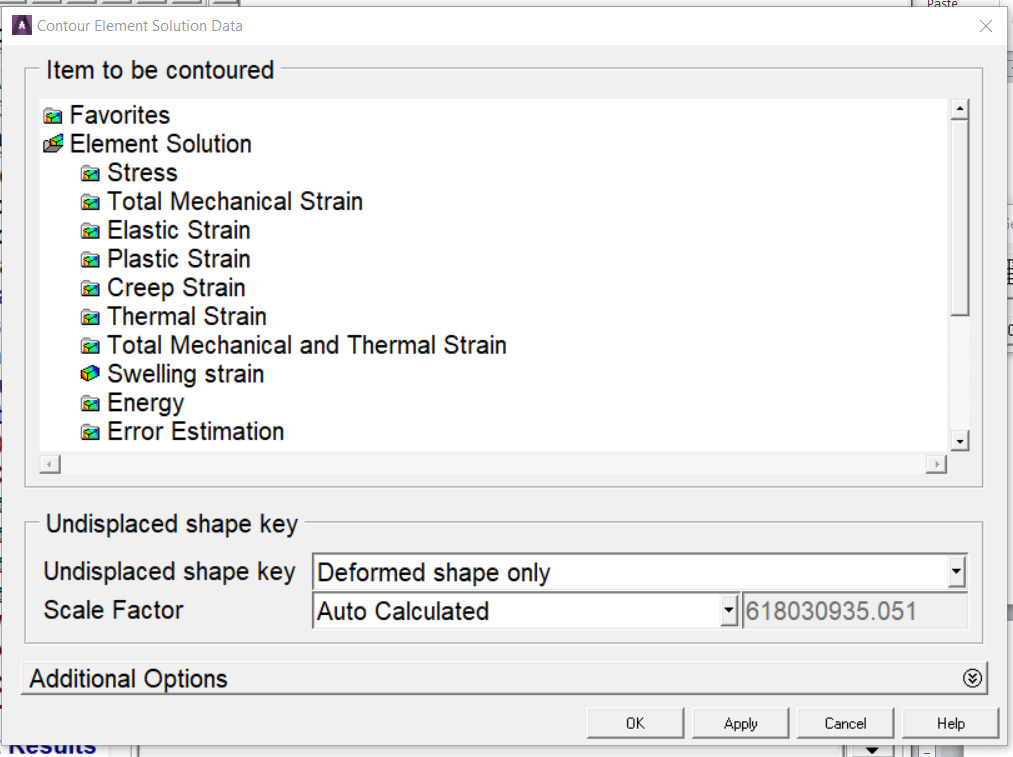 Paste
Contour Element Solution Data
Item to be contoured
Favorites
Element Solution
Stress
Total Mechanical Strain
Elastic Strain
Plastic Strain
Creep Strain
Thermal Strain
Total Mechanical and Thermal Strain
Swelling strain
Energy
Error Estimation
Undisplaced shape key
Undisplaced shape key Deformed shape only
Scale Factor Auto Calculated 618030935.051
Additional Options
OK Apply Cancel Help
Results